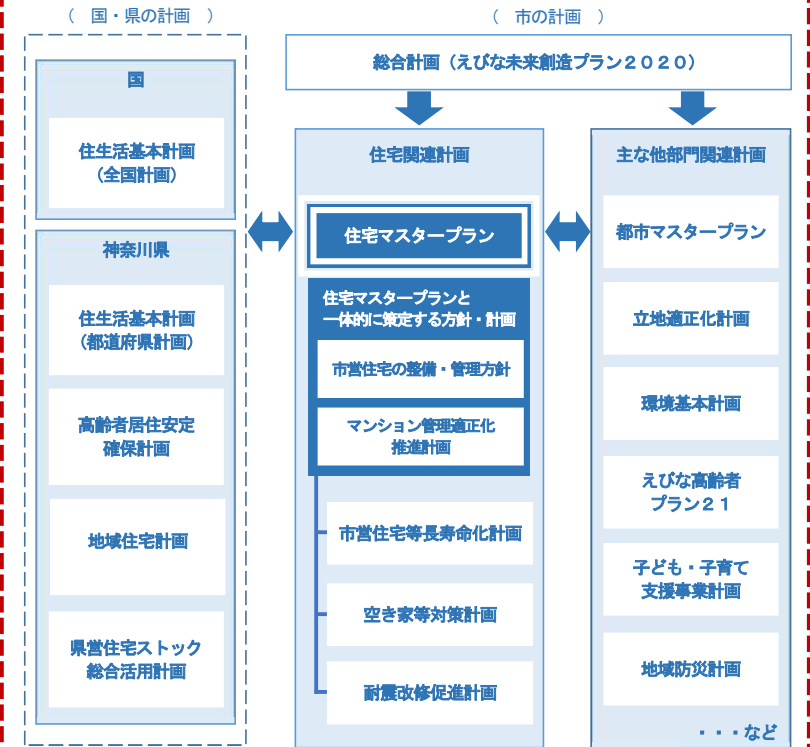 （　国・県の計画　）
国
住生活基本計画
（全国計画）
神奈川県
住生活基本計画
（都道府県計画）
高齢者居住安定
確保計画
地域住宅計画
県営住宅ストック
総合活用計画
（　市の計画　）
総合計画（えびな未来創造プラン２０２０）
住宅関連計画
住宅マスタープラン
住宅マスタープランと
一体的に策定する方針・計画
市営住宅の整備・管理方針
マンション管理適正化
推進計画
市営住宅等長寿命化計画
空き家等対策計画
耐震改修促進計画
主な他部門関連計画
都市マスタープラン
立地適正化計画
環境基本計画
えびな高齢者
プラン２１
子ども・子育て
支援事業計画
地域防災計画
・・・など